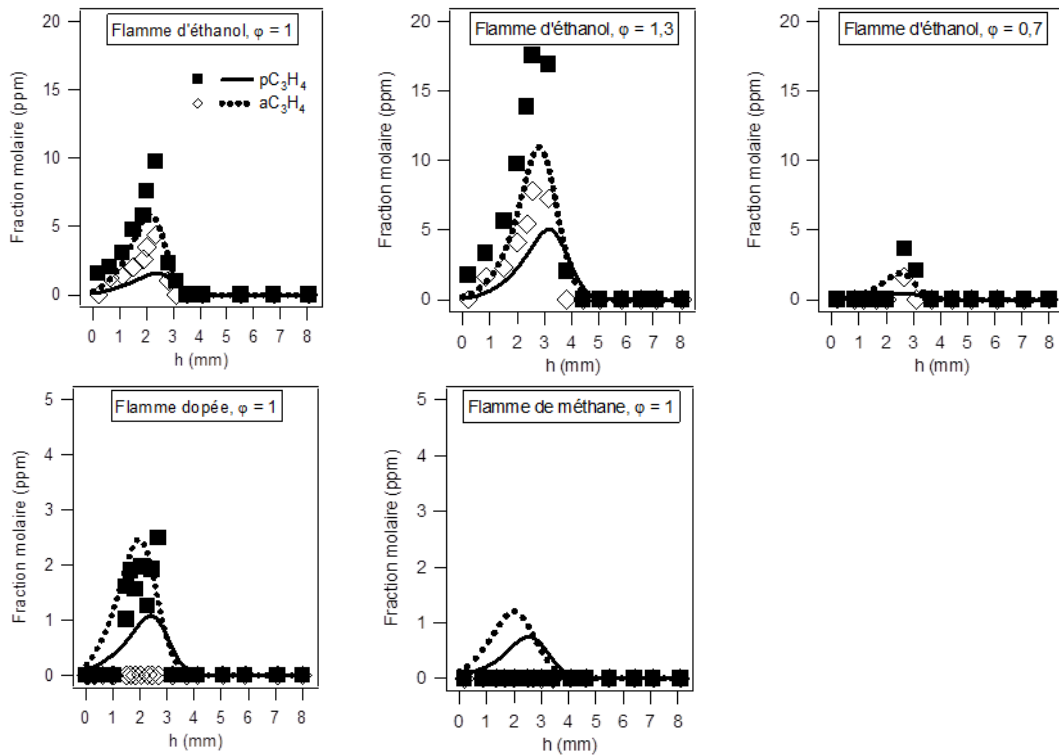 Flamme d'éthanol, φ = 1
Fraction molaire (ppm)
20
15
10
5
0
pC3H4
aC3H4
0 1 2 3 4 5 6 7 8
h (mm)
Flamme d'éthanol, φ = 1,3
Fraction molaire (ppm)
20
15
10
5
0
0 1 2 3 4 5 6 7 8
h (mm)
Flamme d'éthanol, φ = 0,7
Fraction molaire (ppm)
20
15
10
5
0
0 1 2 3 4 5 6 7 8
h (mm)
Flamme dopée, φ = 1
Fraction molaire (ppm)
5
4
3
2
1
0
0 1 2 3 4 5 6 7 8
h (mm)
Flamme de méthane, φ = 1
Fraction molaire (ppm)
5
4
3
2
1
0
0 1 2 3 4 5 6 7 8
h (mm)